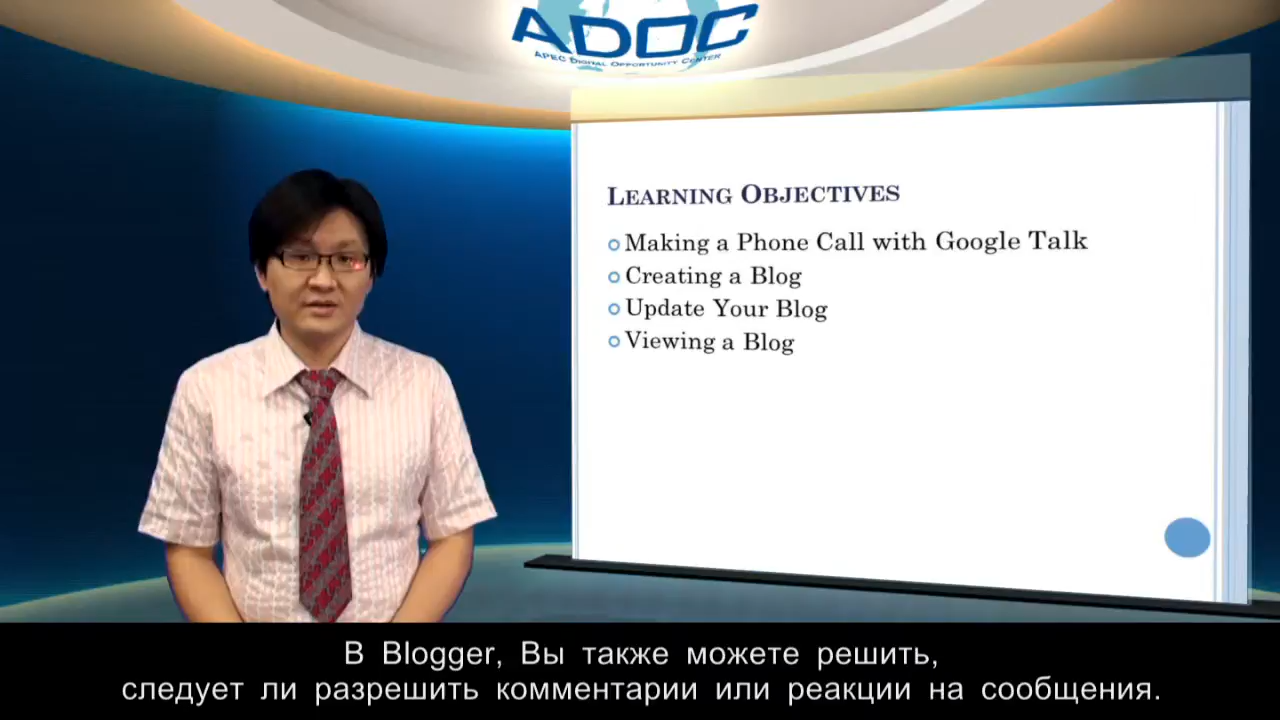 ADOC
APEC DIGITAL OPPORTUNITY CENTER
LEARNING OBJECTIVES
Making a Phone Call with Google Talk
Creating a Blog
Update Your Blog
Viewing a Blog
В Blogger, Вы также можете решить,
следует ли разрешить комментарии или реакции на сообщения.